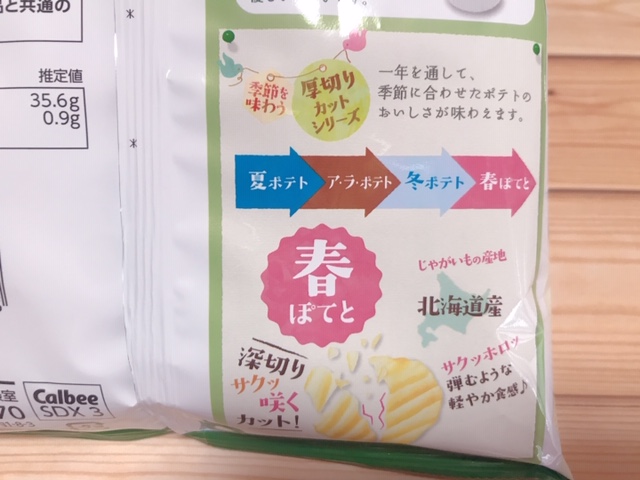 品と共通の
推定値
35.6g
0.9g
*
*
季節を
味わう
厚切り
カット
シリーズ
一年を通して、
季節に合わせたポテトの
おいしさが味わえます。
夏ポテト
ア・ラ・ポテト
冬ポテト
春ぽてと
春
ぽてと
じゃがいもの産地
北海道産
深切り
サクッ
咲く
カット!
サクッホロッ
弾むような
軽やか食感♪
室
70
Calbee
SDX 3